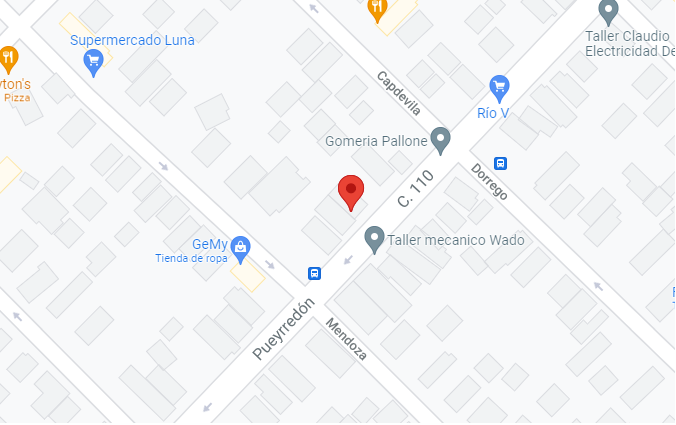 Supermercado Luna
Pizza
Capdevila
Taller Claudio
Electricidad De
Río V
Gomeria Pallone
Dorrego
C. 110
GeMy
Tienda de ropa
Taller mecanico Wado
Pueyrredón
Mendoza